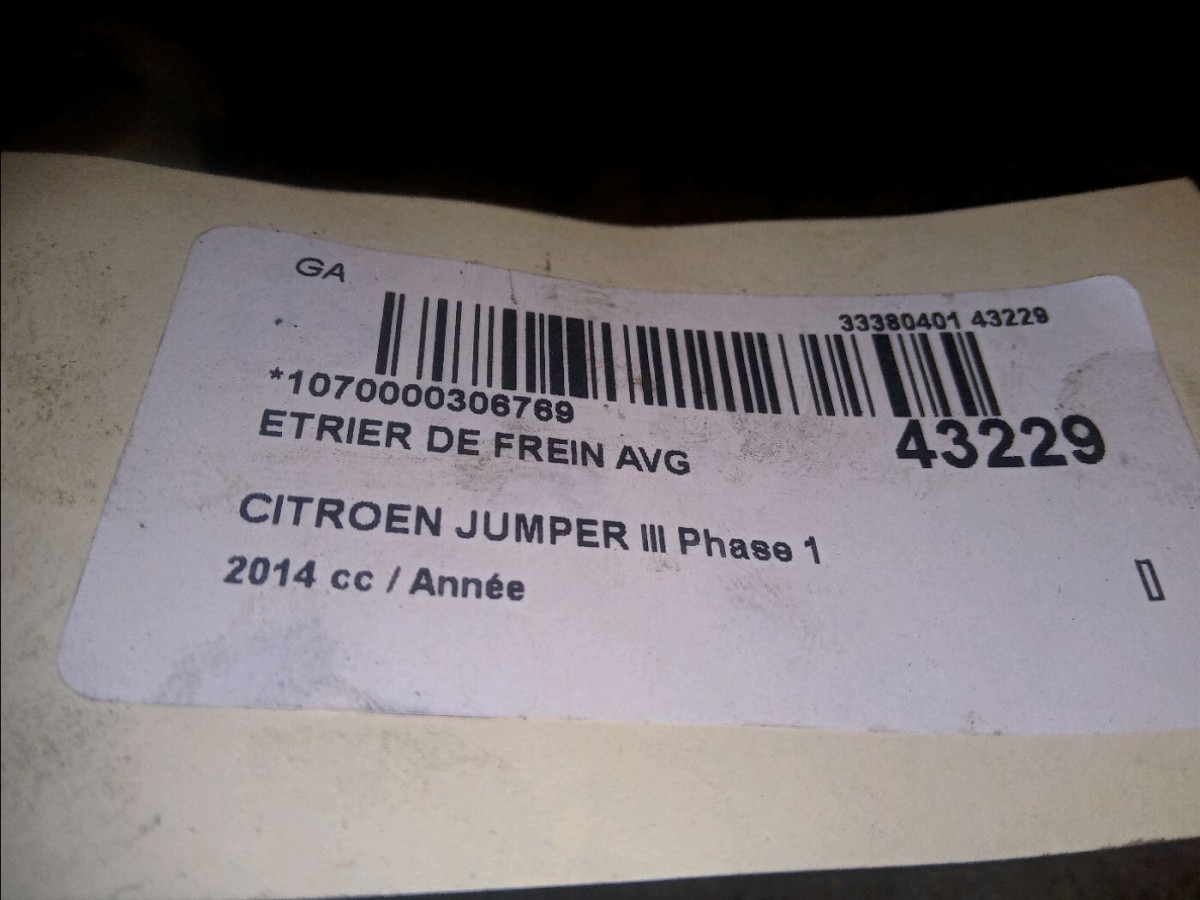 GA
33380401 43229
*1070000306769
43229
ETRIER DE FREIN AVG
CITROEN JUMPER III Phase 1
2014 cc / Année